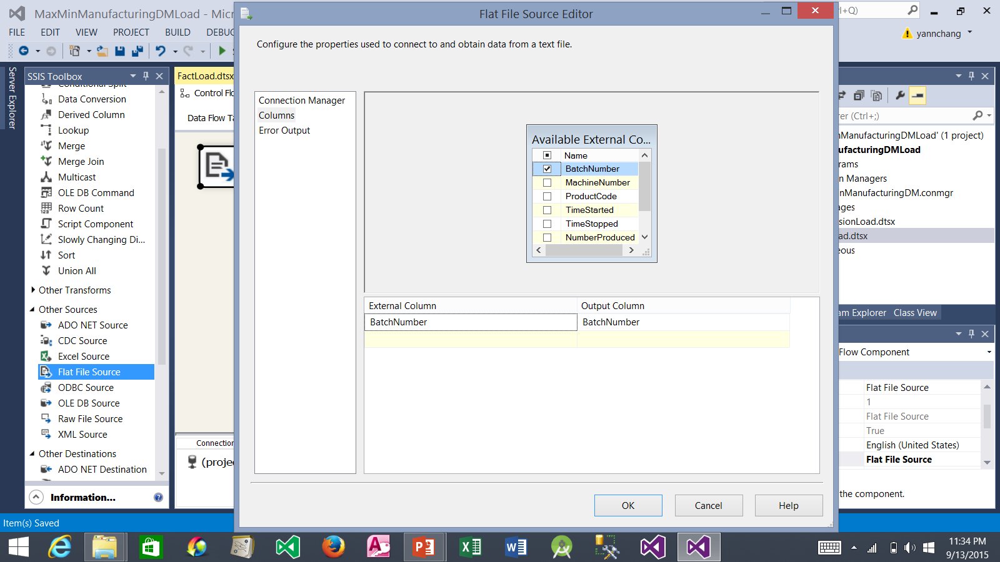 MaxMinManufacturingDMLoad - Micr
Flat File Source Editor
l+Q)
FILE EDIT VIEW PROJECT BUILD DEBUG
yannchang
Configure the properties used to connect to and obtain data from a text file.
Server Explorer
SSIS Toolbox
Data Conversion
Derived Column
Lookup
Merge
Merge Join
Multicast
OLE DB Command
Row Count
Script Component
Slowly Changing Di...
Sort
Union All
Other Transforms
Other Sources
ADO NET Source
CDC Source
Excel Source
Flat File Source
ODBC Source
OLE DB Source
Raw File Source
XML Source
Other Destinations
ADO NET Destination
Information...
FactLoad.dtsx
Control Flo
Data Flow Ta
Connection
(projec
Connection Manager
Columns
Error Output
Available External Co...
Name
BatchNumber
MachineNumber
ProductCode
TimeStarted
TimeStopped
NumberProduced
External Column Output Column
BatchNumber BatchNumber
OK Cancel Help
rer (Ctrl+;)
nManufacturingDMLoad' (1 project)
ufacturingDMLoad
rams
n Managers
nManufacturingDM.conmgr
ages
sionLoad.dtsx
ad.dtsx
eous
am Explorer Class View
Flow Component
Flat File Source
1
Flat File Source
True
English (United States)
Flat File Source
the component.
Item(s) Saved
11:34 PM
9/13/2015